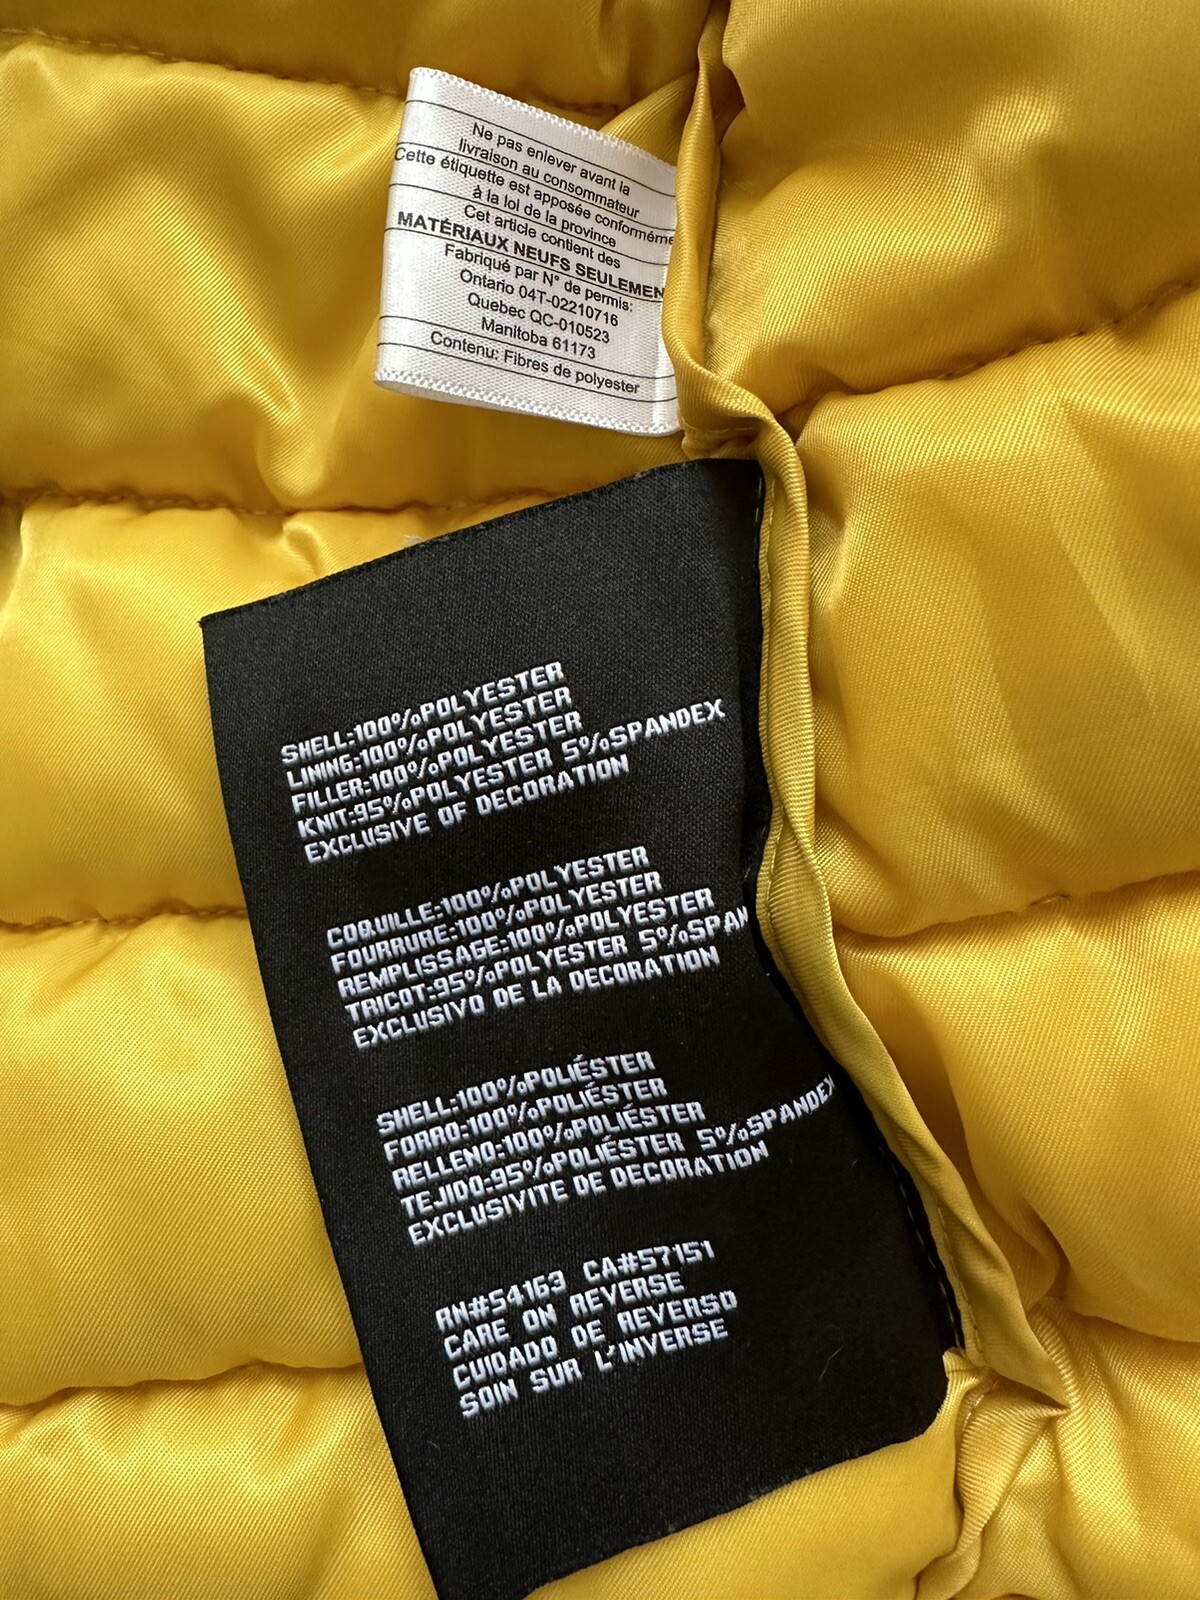 Ne pas enlever avant la
livraison au consommateur
Cette étiquette est apposée conforméme
à la loi de la province
Cet article contient des
MATÉRIAUX NEUFS SEULEMEN
Fabriqué par N° de permis:
Ontario 04T-02210716
Quebec QC-010523
Manitoba 61173
Contenu: Fibres de polyester
SHELL:100%POLYESTER
LINING:100%POLYESTER
FILLER:100%POLYESTER
KNIT:95%POLYESTER 5%SPANDEX
EXCLUSIVE OF DECORATION
COQUILLE:100%POLYESTER
FOURRURE:100%POLYESTER
REMPLISSAGE:100%POLYESTER
TRICOT:95%POLYESTER 5%SPAN
EXCLUSIVO DE LA DECORATION
SHELL:100%POLIÉSTER
FORRO:100%POLIÉSTER
RELLENO:100%POLIÉSTER
TEJIDO:95%POLIÉSTER 5%SPANDEX
EXCLUSIVITE DE DECORATION
RN#54163 CA#57151
CARE ON REVERSE
CUIDADO DE REVERSO
SOIN SUR L'INVERSE